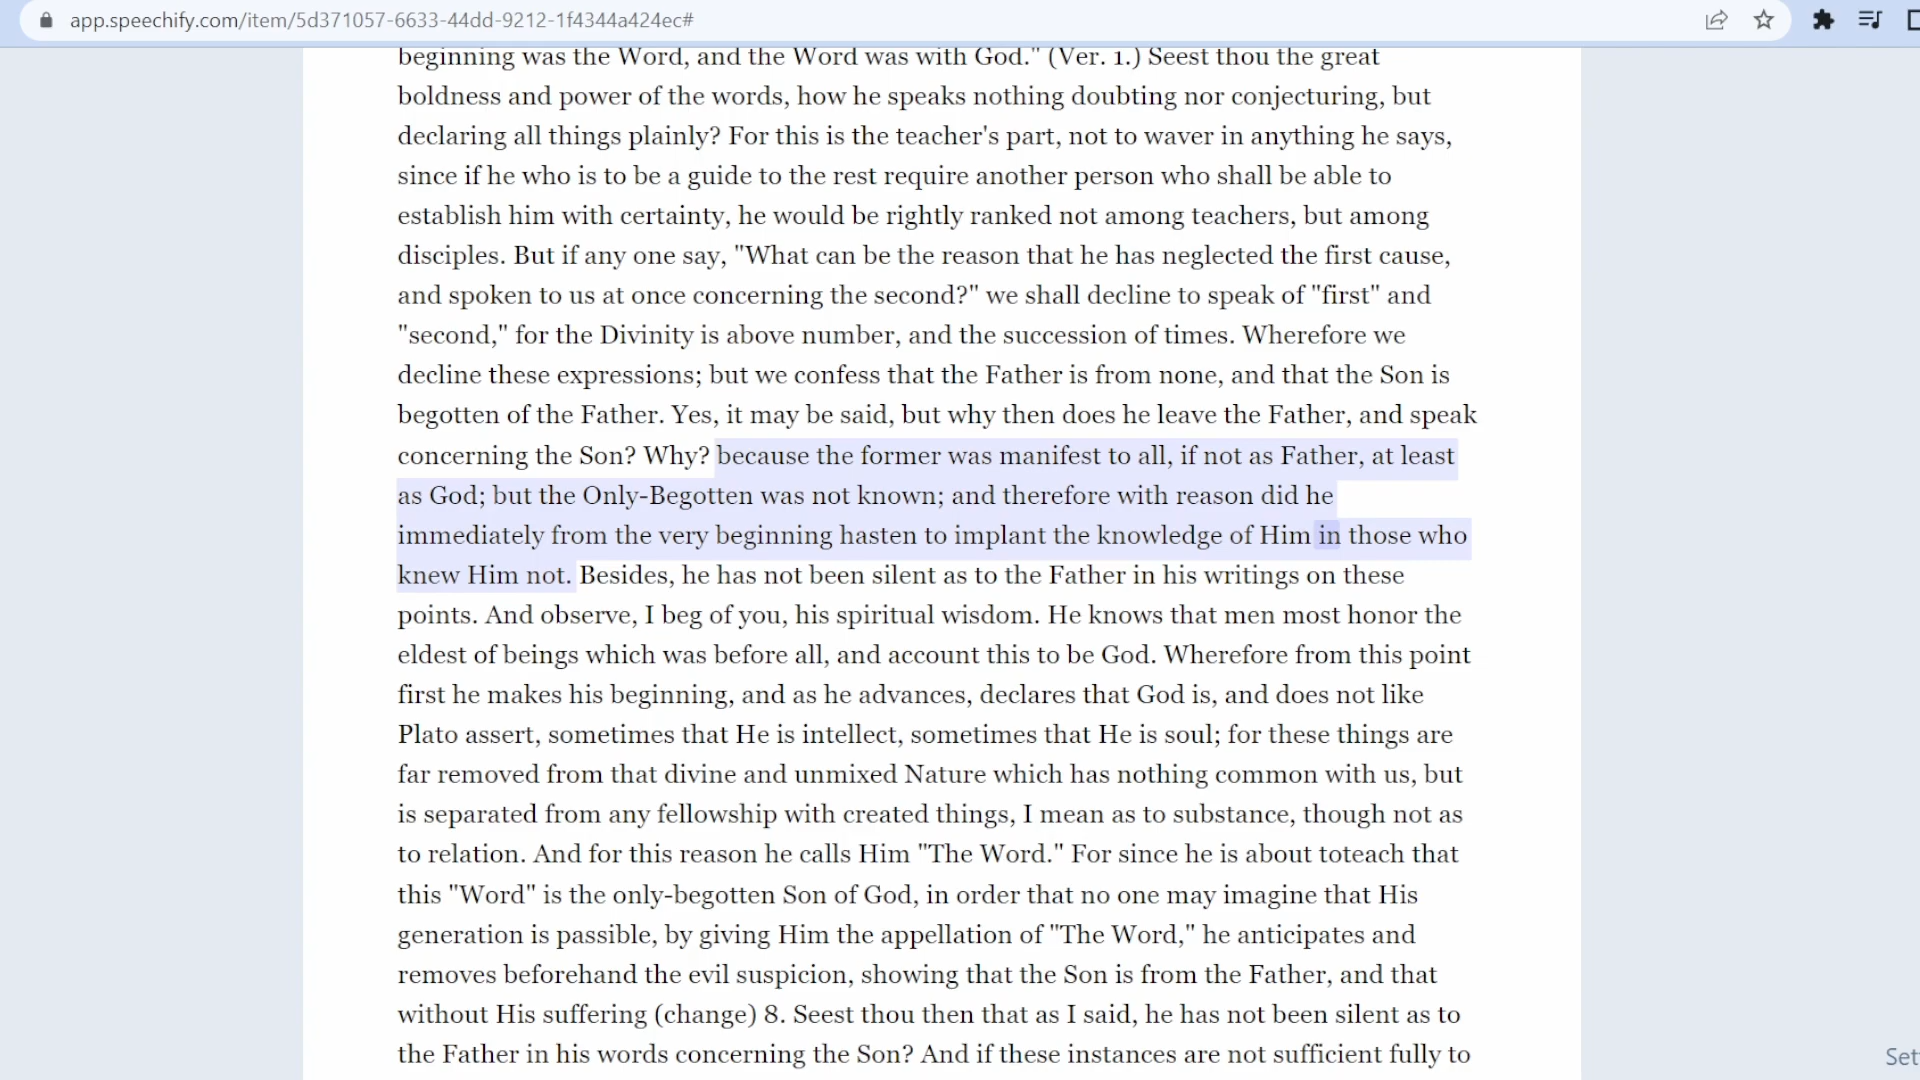 app.speechify.com/item/5d371057-6633-44dd-9212-1f4344a424ec#
beginning was the Word, and the Word was with God." (Ver. 1.) Seest thou the great
boldness and power of the words, how he speaks nothing doubting nor conjecturing, but
declaring all things plainly? For this is the teacher's part, not to waver in anything he says,
since if he who is to be a guide to the rest require another person who shall be able to
establish him with certainty, he would be rightly ranked not among teachers, but among
disciples. But if any one say, "What can be the reason that he has neglected the first cause,
and spoken to us at once concerning the second?" we shall decline to speak of "first" and
"second," for the Divinity is above number, and the succession of times. Wherefore we
decline these expressions; but we confess that the Father is from none, and that the Son is
begotten of the Father. Yes, it may be said, but why then does he leave the Father, and speak
concerning the Son? Why? because the former was manifest to all, if not as Father, at least
as God; but the Only-Begotten was not known; and therefore with reason did he
immediately from the very beginning hasten to implant the knowledge of Him in those who
knew Him not. Besides, he has not been silent as to the Father in his writings on these
points. And observe, I beg of you, his spiritual wisdom. He knows that men most honor the
eldest of beings which was before all, and account this to be God. Wherefore from this point
first he makes his beginning, and as he advances, declares that God is, and does not like
Plato assert, sometimes that He is intellect, sometimes that He is soul; for these things are
far removed from that divine and unmixed Nature which has nothing common with us, but
is separated from any fellowship with created things, I mean as to substance, though not as
to relation. And for this reason he calls Him "The Word." For since he is about toteach that
this "Word" is the only-begotten Son of God, in order that no one may imagine that His
generation is passible, by giving Him the appellation of "The Word," he anticipates and
removes beforehand the evil suspicion, showing that the Son is from the Father, and that
without His suffering (change) 8. Seest thou then that as I said, he has not been silent as to
the Father in his words concerning the Son? And if these instances are not sufficient fully to